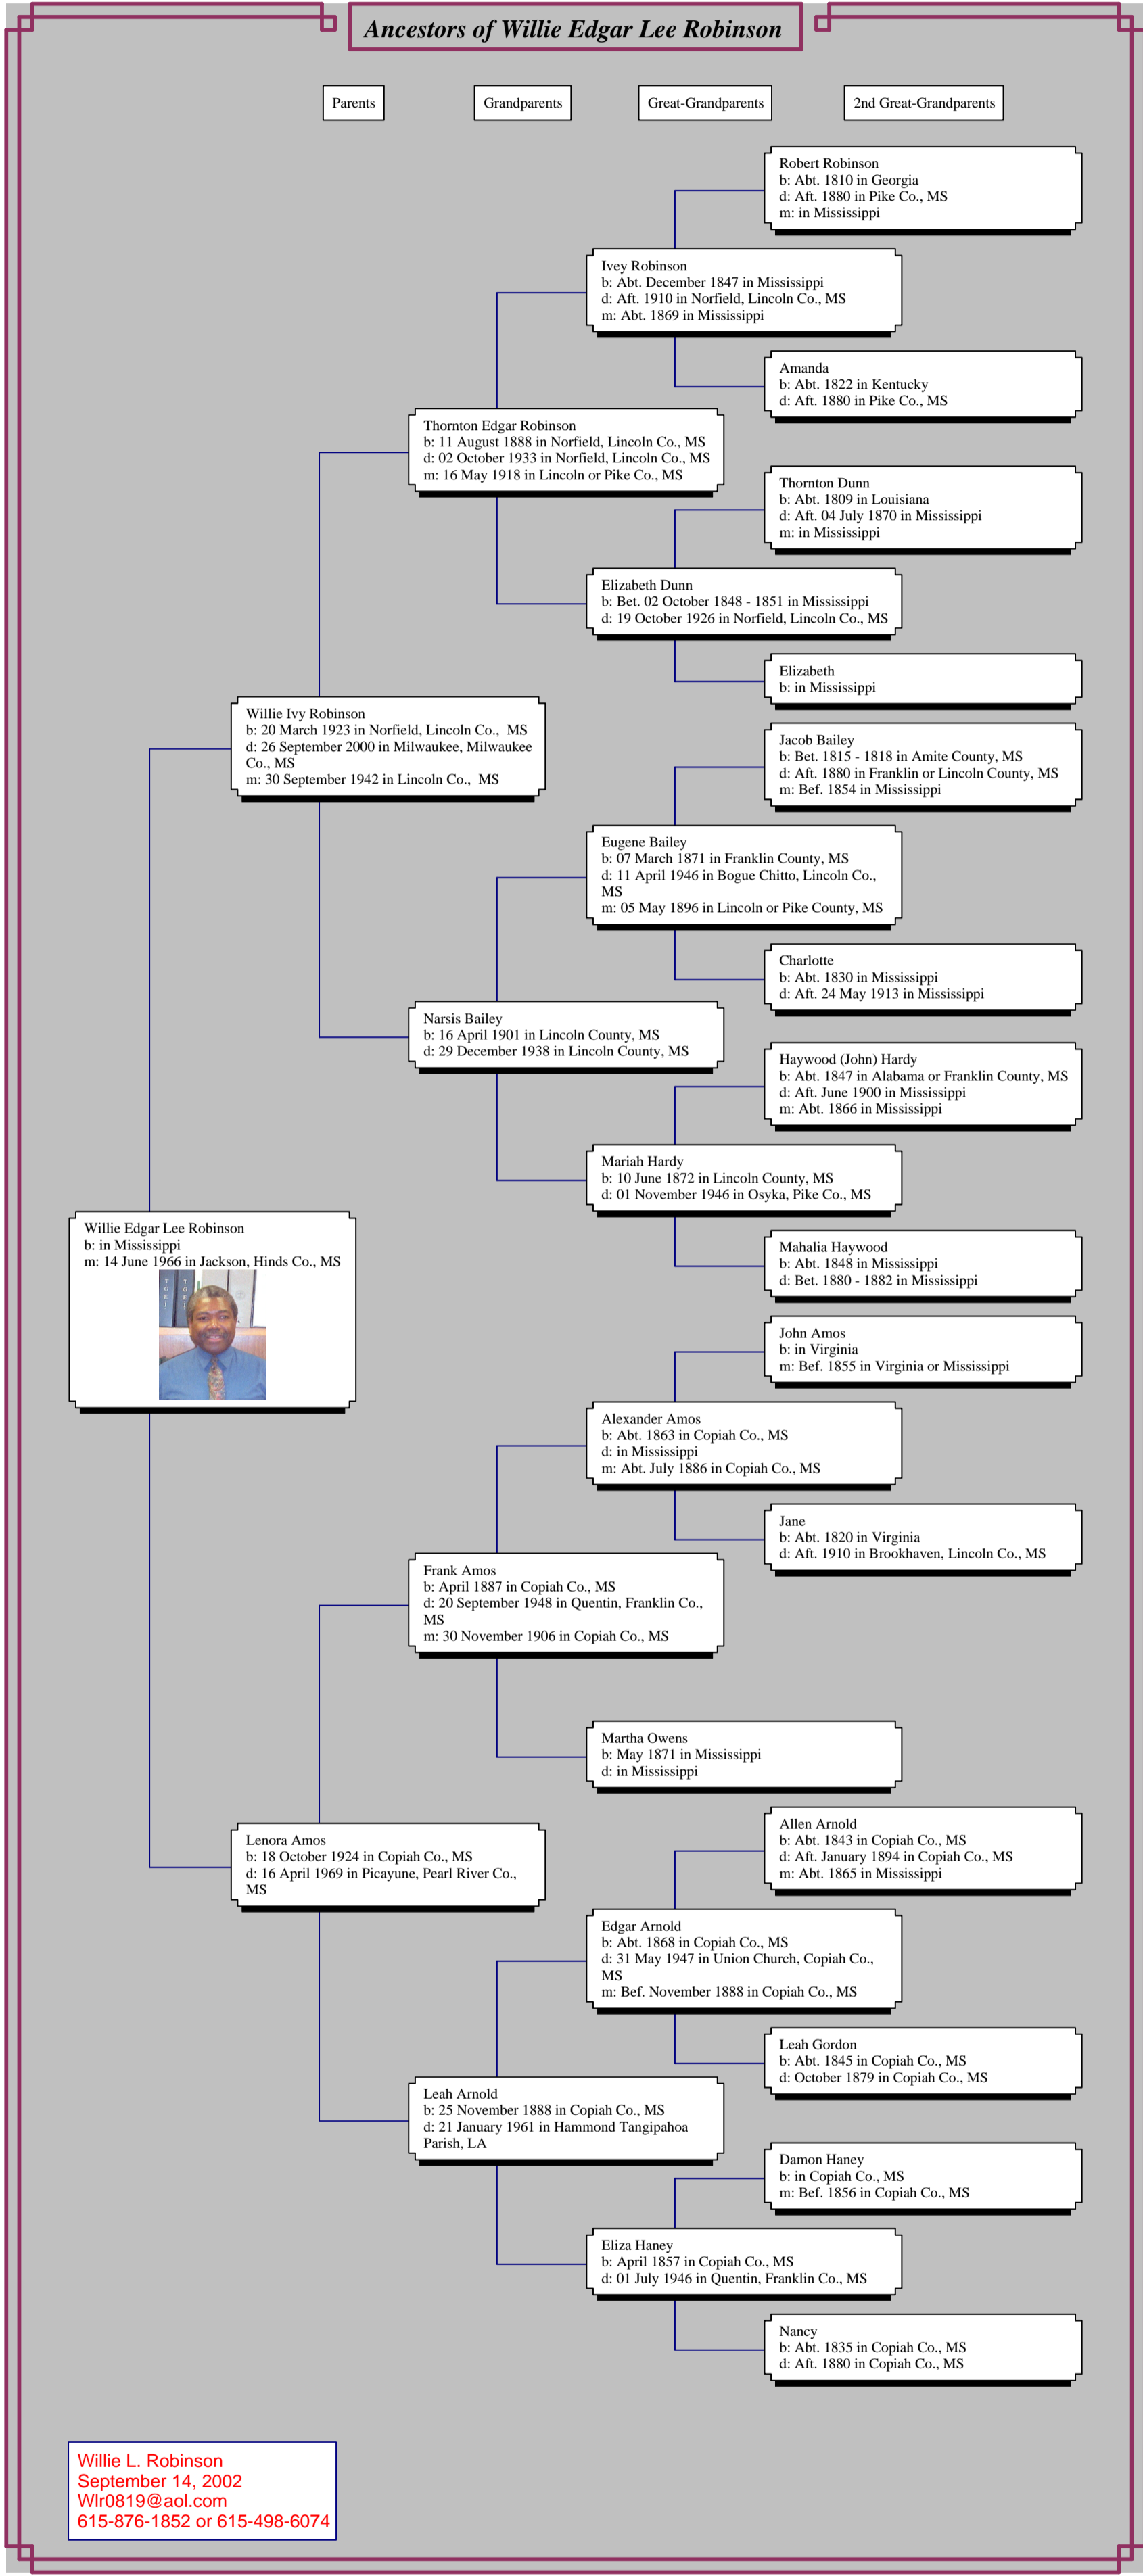 Ancestors of Willie Edgar Lee Robinson
Parents
Grandparents
Great-Grandparents
2nd Great-Grandparents
Robert Robinson
b: Abt. 1810 in Georgia
d: Aft. 1880 in Pike Co., MS
m: in Mississippi
Ivey Robinson
b: Abt. December 1847 in Mississippi
d: Aft. 1910 in Norfield, Lincoln Co., MS
m: Abt. 1869 in Mississippi
Amanda
b: Abt. 1822 in Kentucky
d: Aft. 1880 in Pike Co., MS
Thornton Edgar Robinson
b: 11 August 1888 in Norfield, Lincoln Co., MS
d: 02 October 1933 in Norfield, Lincoln Co., MS
m: 16 May 1918 in Lincoln or Pike Co., MS
Thornton Dunn
b: Abt. 1809 in Louisiana
d: Aft. 04 July 1870 in Mississippi
m: in Mississippi
Elizabeth Dunn
b: Bet. 02 October 1848 - 1851 in Mississippi
d: 19 October 1926 in Norfield, Lincoln Co., MS
Elizabeth
b: in Mississippi
Willie Ivy Robinson
b: 20 March 1923 in Norfield, Lincoln Co.,  MS
d: 26 September 2000 in Milwaukee, Milwaukee
Co., MS
m: 30 September 1942 in Lincoln Co.,  MS
Jacob Bailey
b: Bet. 1815 - 1818 in Amite County, MS
d: Aft. 1880 in Franklin or Lincoln County, MS
m: Bef. 1854 in Mississippi
Eugene Bailey
b: 07 March 1871 in Franklin County, MS
d: 11 April 1946 in Bogue Chitto, Lincoln Co.,
MS
m: 05 May 1896 in Lincoln or Pike County, MS
Charlotte
b: Abt. 1830 in Mississippi
d: Aft. 24 May 1913 in Mississippi
Narsis Bailey
b: 16 April 1901 in Lincoln County, MS
d: 29 December 1938 in Lincoln County, MS
Haywood (John) Hardy
b: Abt. 1847 in Alabama or Franklin County, MS
d: Aft. June 1900 in Mississippi
m: Abt. 1866 in Mississippi
Mariah Hardy
b: 10 June 1872 in Lincoln County, MS
d: 01 November 1946 in Osyka, Pike Co., MS
Mahalia Haywood
b: Abt. 1848 in Mississippi
d: Bet. 1880 - 1882 in Mississippi
Willie Edgar Lee Robinson
b: in Mississippi
m: 14 June 1966 in Jackson, Hinds Co., MS
John Amos
b: in Virginia
m: Bef. 1855 in Virginia or Mississippi
Alexander Amos
b: Abt. 1863 in Copiah Co., MS
d: in Mississippi
m: Abt. July 1886 in Copiah Co., MS
Jane
b: Abt. 1820 in Virginia
d: Aft. 1910 in Brookhaven, Lincoln Co., MS
Frank Amos
b: April 1887 in Copiah Co., MS
d: 20 September 1948 in Quentin, Franklin Co.,
MS
m: 30 November 1906 in Copiah Co., MS
Martha Owens
b: May 1871 in Mississippi
d: in Mississippi
Lenora Amos
b: 18 October 1924 in Copiah Co., MS
d: 16 April 1969 in Picayune, Pearl River Co.,
MS
Allen Arnold
b: Abt. 1843 in Copiah Co., MS
d: Aft. January 1894 in Copiah Co., MS
m: Abt. 1865 in Mississippi
Edgar Arnold
b: Abt. 1868 in Copiah Co., MS
d: 31 May 1947 in Union Church, Copiah Co.,
MS
m: Bef. November 1888 in Copiah Co., MS
Leah Gordon
b: Abt. 1845 in Copiah Co., MS
d: October 1879 in Copiah Co., MS
Leah Arnold
b: 25 November 1888 in Copiah Co., MS
d: 21 January 1961 in Hammond Tangipahoa
Parish, LA
Damon Haney
b: in Copiah Co., MS
m: Bef. 1856 in Copiah Co., MS
Eliza Haney
b: April 1857 in Copiah Co., MS
d: 01 July 1946 in Quentin, Franklin Co., MS
Nancy
b: Abt. 1835 in Copiah Co., MS
d: Aft. 1880 in Copiah Co., MS
Willie L. Robinson
September 14, 2002
Wlr0819@aol.com
615-876-1852 or 615-498-6074